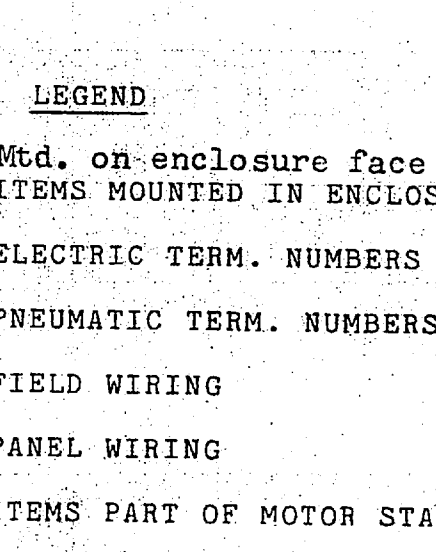 LEGEND
Mtd. on enclosure face
ITEMS MOUNTED IN ENCLOS
ELECTRIC TERM. NUMBERS
PNEUMATIC TERM. NUMBERS
FIELD WIRING
PANEL WIRING
ITEMS PART OF MOTOR STA